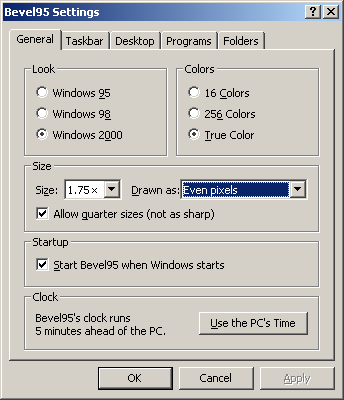 Bevel95 Settings
General Taskbar Desktop Programs Folders
Look
Windows 95
Windows 98
Windows 2000
Colors
16 Colors
256 Colors
True Color
Size
Size: 1.75× Drawn as: Even pixels
Allow quarter sizes (not as sharp)
Startup
Start Bevel95 when Windows starts
Clock
Bevel95's clock runs
5 minutes ahead of the PC.
Use the PC's Time
OK Cancel Apply